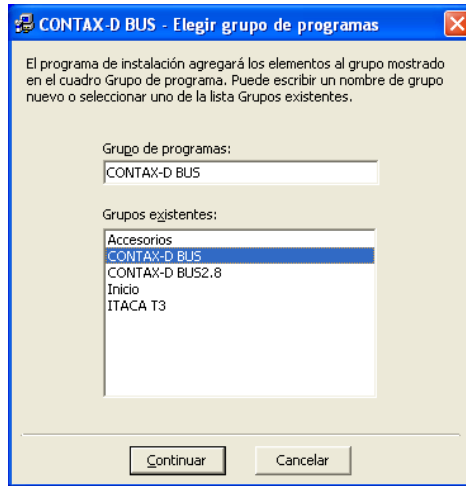 CONTAX-D BUS - Elegir grupo de programas
El programa de instalación agregará los elementos al grupo mostrado
en el cuadro Grupo de programa. Puede escribir un nombre de grupo
nuevo o seleccionar uno de la lista Grupos existentes.
Grupo de programas:
CONTAX-D BUS
Grupos existentes:
Accesorios
CONTAX-D BUS
CONTAX-D BUS2.8
Inicio
ITACA T3
Continuar
Cancelar